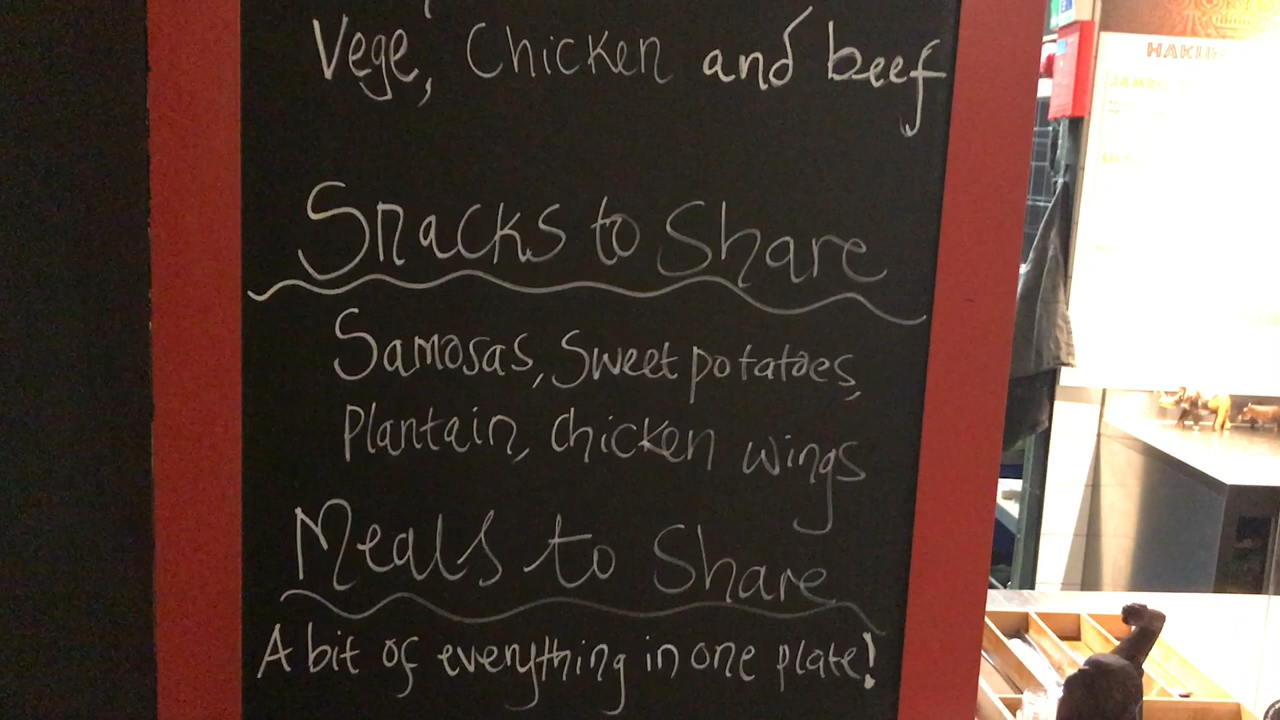 Vege, Chicken and beef
Snacks to Share
Samosas, Sweet potatoes,
Plantain, chicken wings
Meals to Share
A bit of everything in one plate!